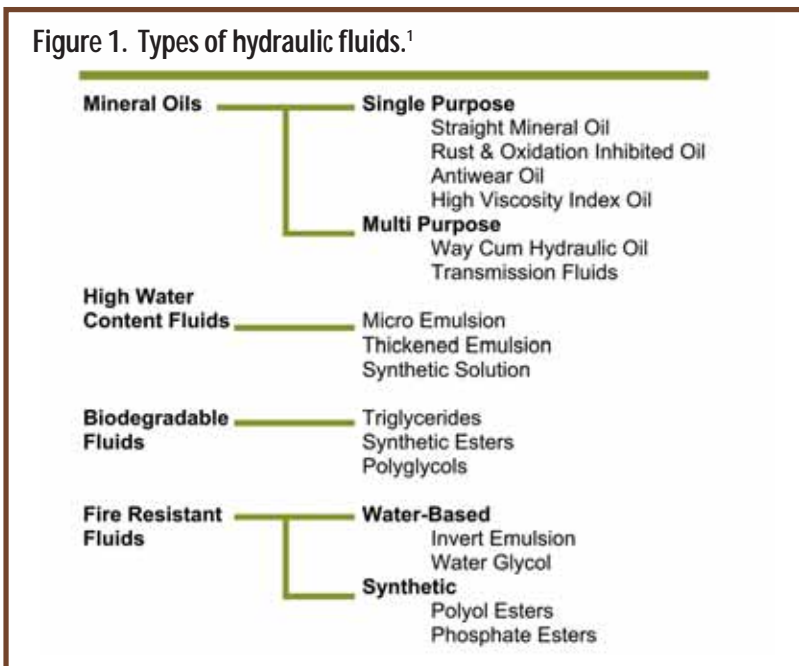 Figure 1. Types of hydraulic fluids.¹
Mineral Oils
Single Purpose
Straight Mineral Oil
Rust & Oxidation Inhibited Oil
Antiwear Oil
High Viscosity Index Oil
Multi Purpose
Way Cum Hydraulic Oil
Transmission Fluids
High Water
Content Fluids
Micro Emulsion
Thickened Emulsion
Synthetic Solution
Biodegradable
Fluids
Triglycerides
Synthetic Esters
Polyglycols
Fire Resistant
Fluids
Water-Based
Invert Emulsion
Water Glycol
Synthetic
Polyol Esters
Phosphate Esters